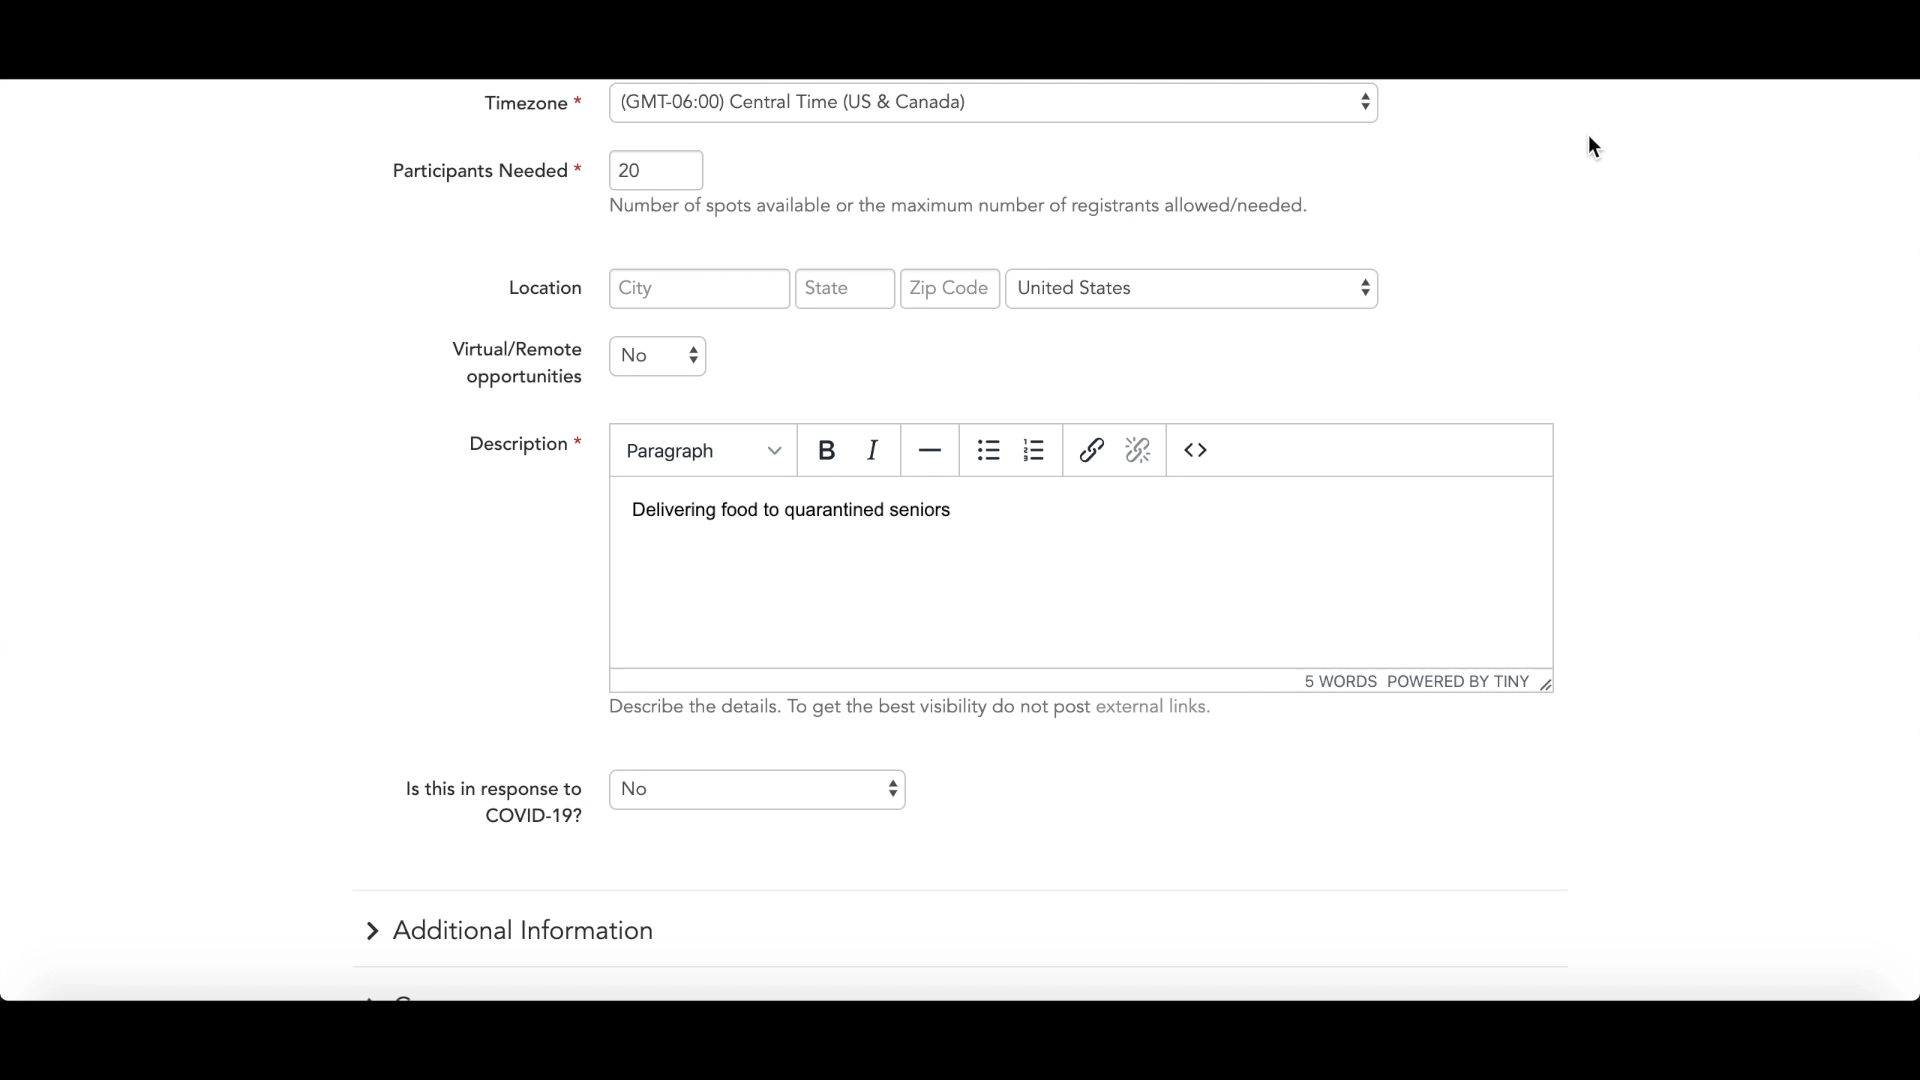 Timezone * (GMT-06:00) Central Time (US & Canada)
Participants Needed * 20
Number of spots available or the maximum number of registrants allowed/needed.
Location City State Zip Code United States
Virtual/Remote
opportunities
No
Description * Paragraph B I
Delivering food to quarantined seniors
5 WORDS POWERED BY TINY
Describe the details. To get the best visibility do not post external links.
Is this in response to
COVID-19?
No
Additional Information